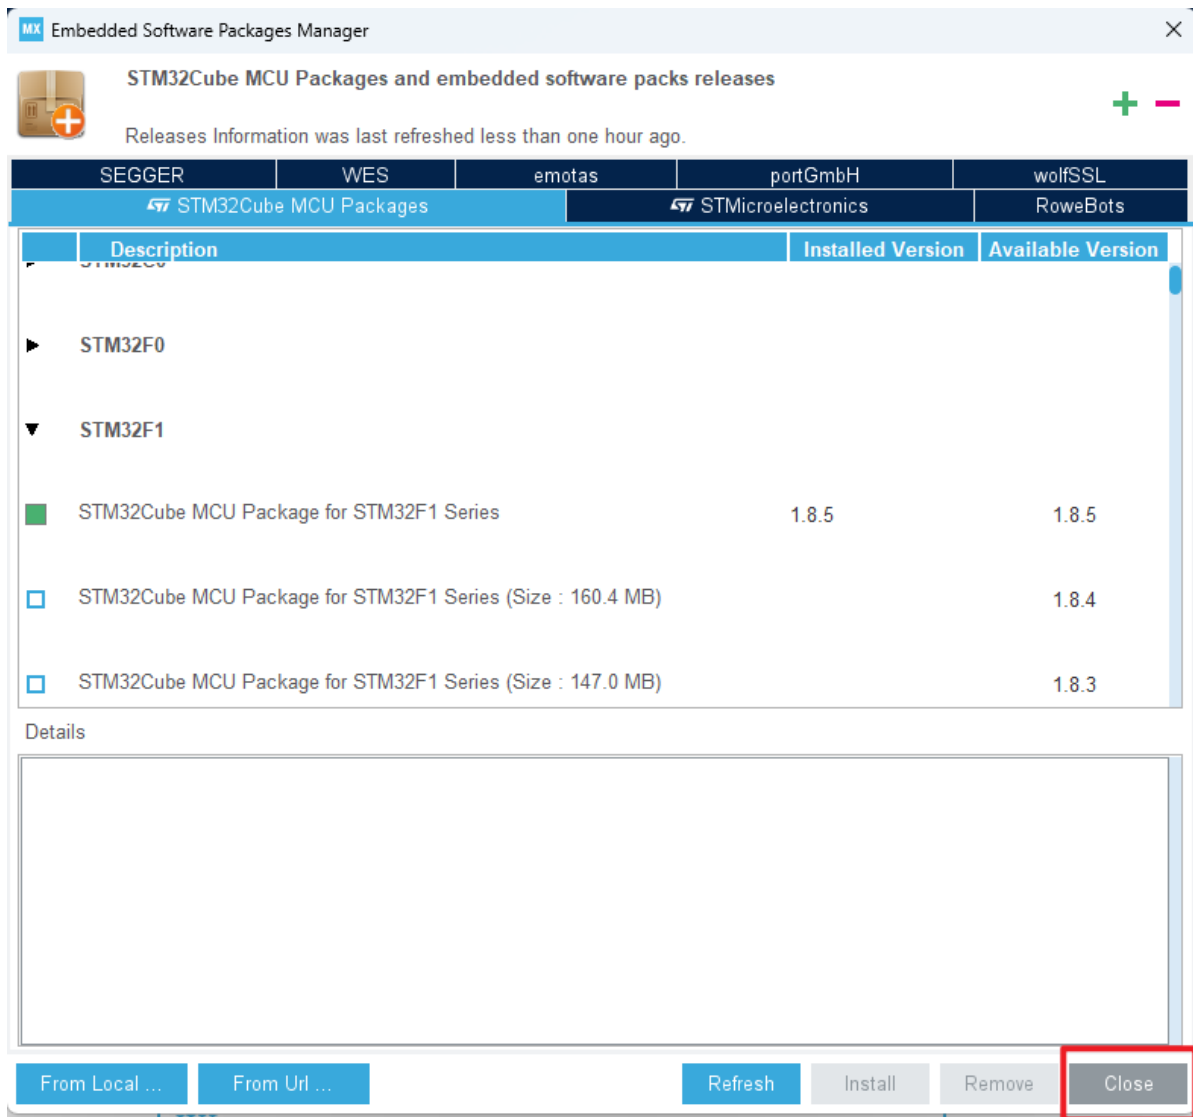 MX Embedded Software Packages Manager
STM32Cube MCU Packages and embedded software packs releases
Releases Information was last refreshed less than one hour ago.
SEGGER WES emotas portGmbH wolfSSL
STM32Cube MCU Packages STMicroelectronics RoweBots
Description Installed Version Available Version
STM32F0
STM32F1
STM32Cube MCU Package for STM32F1 Series 1.8.5 1.8.5
STM32Cube MCU Package for STM32F1 Series (Size : 160.4 MB) 1.8.4
STM32Cube MCU Package for STM32F1 Series (Size : 147.0 MB) 1.8.3
Details
From Local ... From Url ... Refresh Install Remove Close